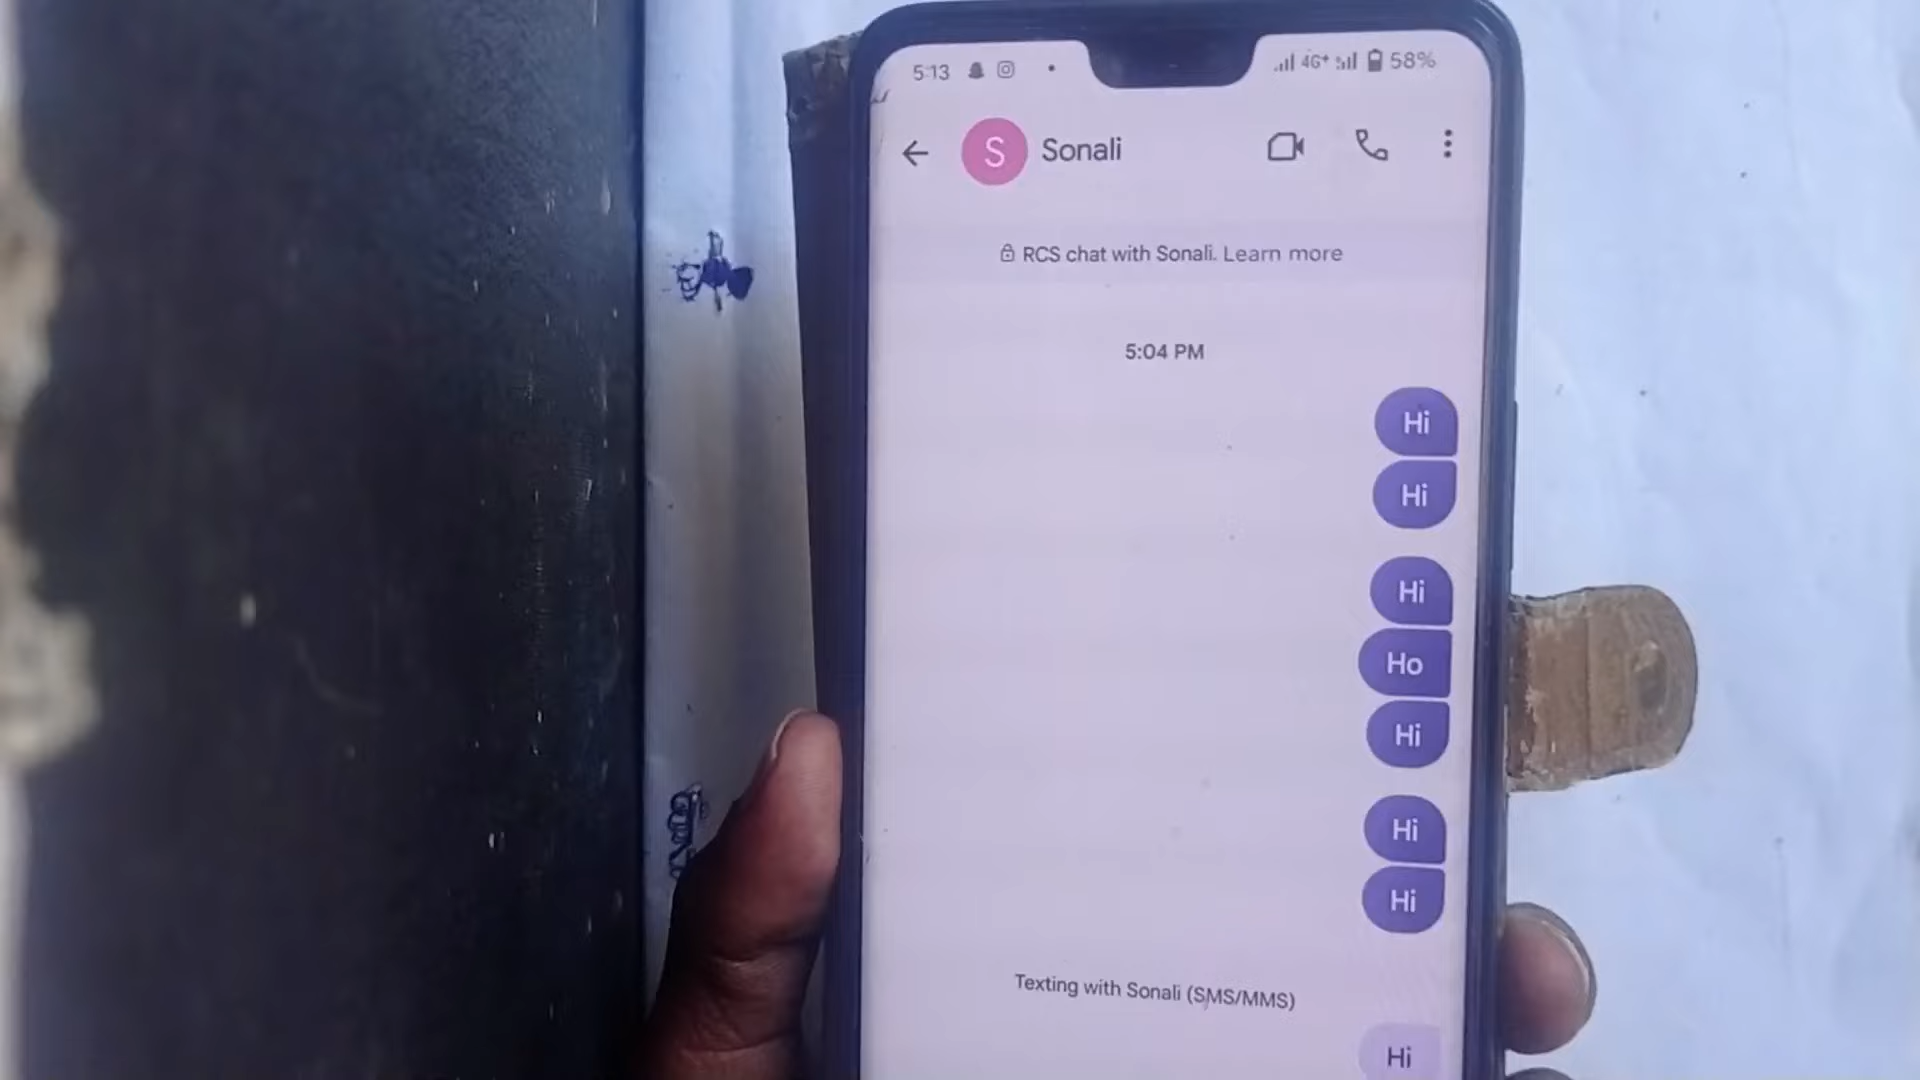 5:13 4G+ 58%
S Sonali
RCS chat with Sonali. Learn more
5:04 PM
Hi
Hi
Hi
Ho
Hi
Hi
Hi
Texting with Sonali (SMS/MMS)
Hi